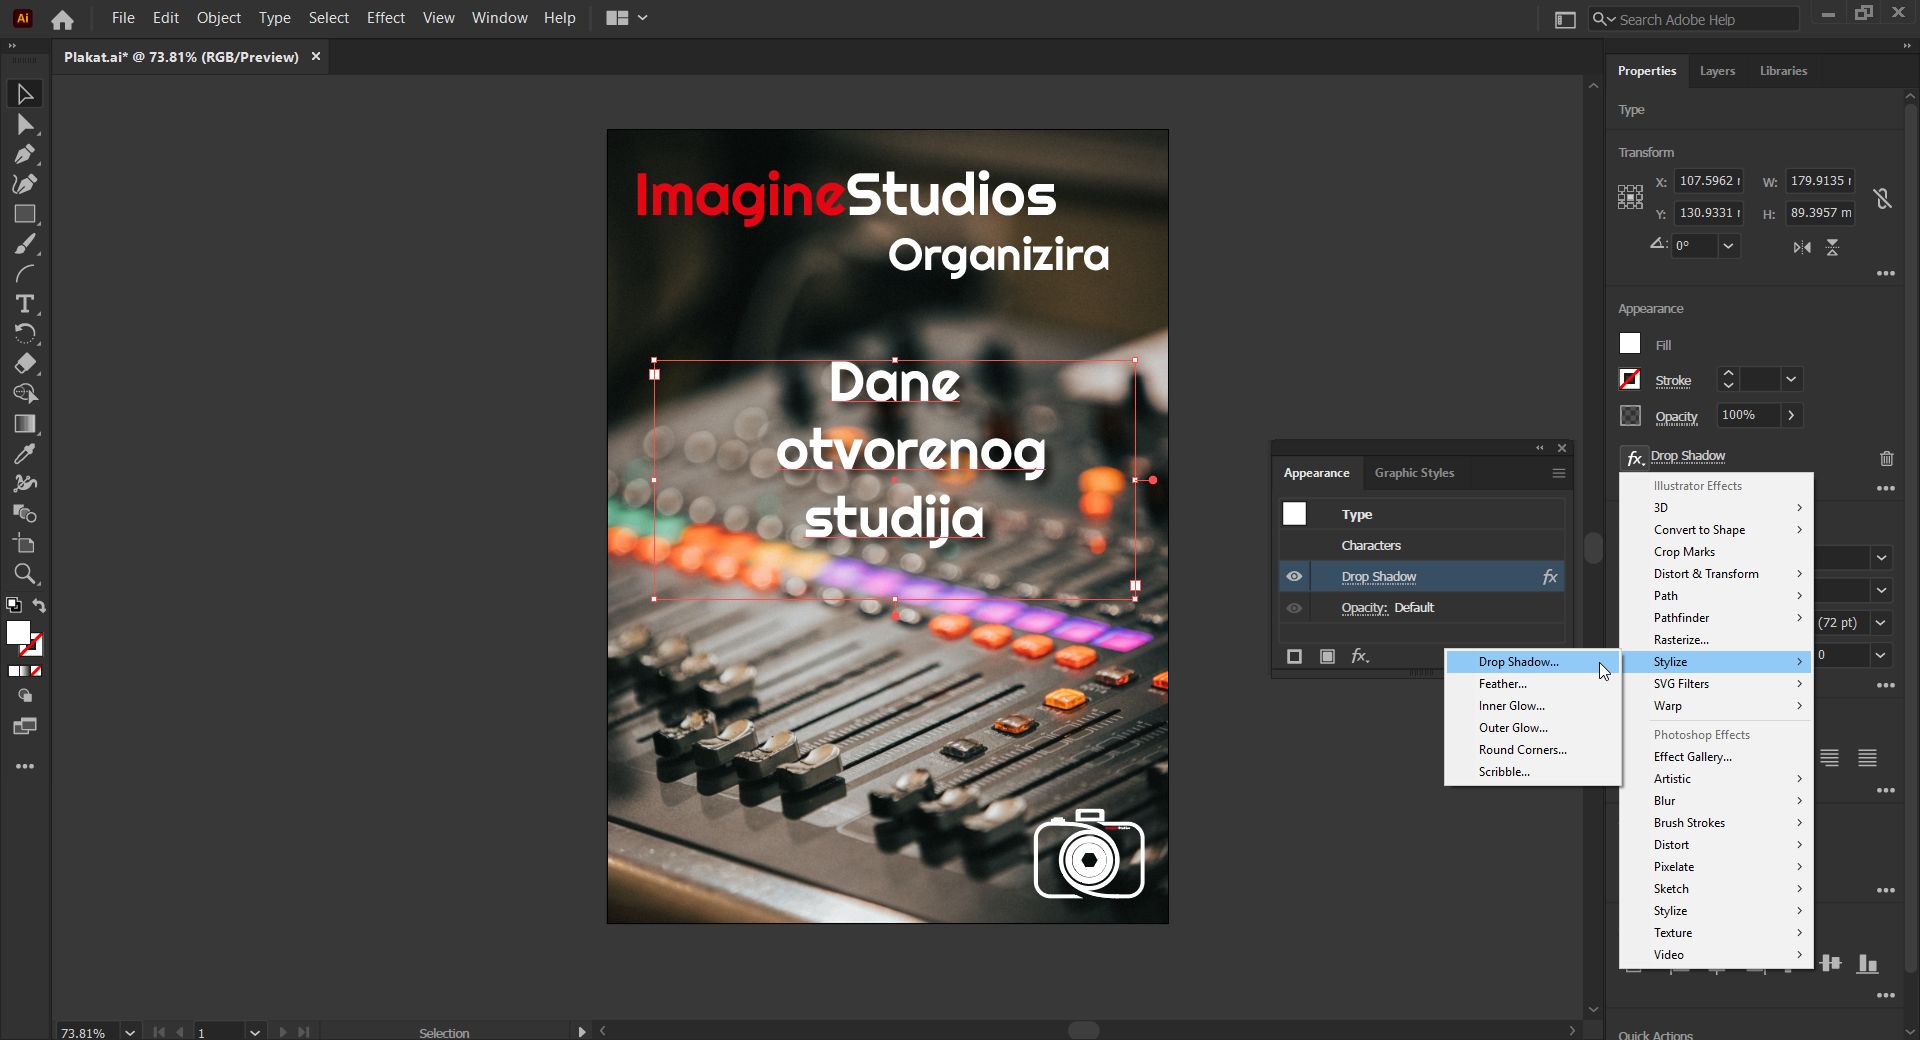 Ai File Edit Object Type Select Effect View Window Help Search Adobe Help
Plakat.ai* @ 73.81% (RGB/Preview)
Properties Layers Libraries
Type
Transform
X: 107.5962 W: 179.9135
Y: 130.9331 H: 89.3957 m
0°
Appearance
Fill
Stroke
Opacity 100%
fx Drop Shadow
ImagineStudios
Organizira
Dane
otvorenog
studija
Appearance Graphic Styles
Type
Characters
Drop Shadow fx
Opacity: Default
fx
Drop Shadow...
Feather...
Inner Glow...
Outer Glow...
Round Corners...
Scribble...
Illustrator Effects
3D
Convert to Shape
Crop Marks
Distort & Transform
Path
Pathfinder
Rasterize...
Stylize
SVG Filters
Warp
Photoshop Effects
Effect Gallery...
Artistic
Blur
Brush Strokes
Distort
Pixelate
Sketch
Stylize
Texture
Video
(72 pt)
0
Quick Actions
73.81% 1 Selection